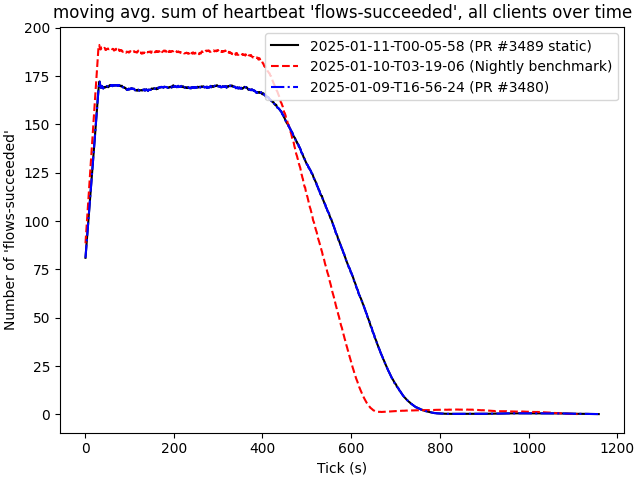 moving avg. sum of heartbeat 'flows-succeeded', all clients over time
200
175
150
125
100
75
50
25
0
Number of 'flows-succeeded'
2025-01-11-T00-05-58 (PR #3489 static)
2025-01-10-T03-19-06 (Nightly benchmark)
2025-01-09-T16-56-24 (PR #3480)
0 200 400 600 800 1000 1200
Tick (s)